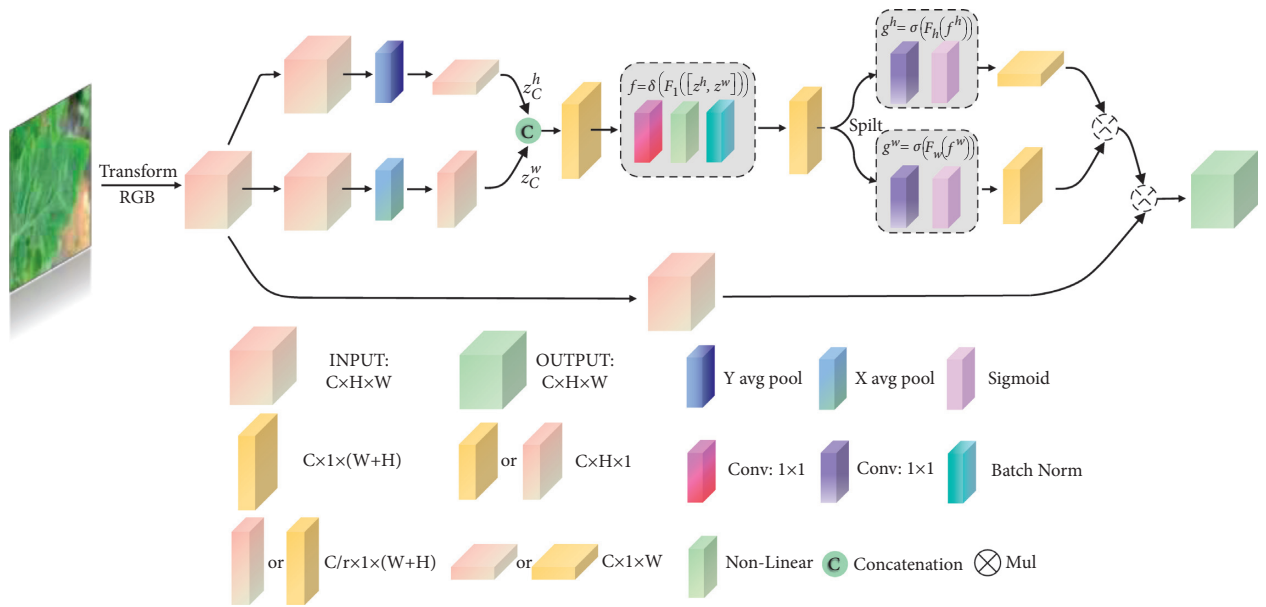 Transform
RGB
z_C^h
z_C^w
C
f=δ(F_1([z^h, z^w]))
Spilt
g^h=σ(F_h(f^h))
g^w=σ(F_w(f^w))
INPUT:
C×H×W
OUTPUT:
C×H×W
Y avg pool
X avg pool
Sigmoid
C×1×(W+H)
or
C×H×1
Conv: 1×1
Conv: 1×1
Batch Norm
or
C/r×1×(W+H)
or
C×1×W
Non-Linear
C
Concatenation
Mul